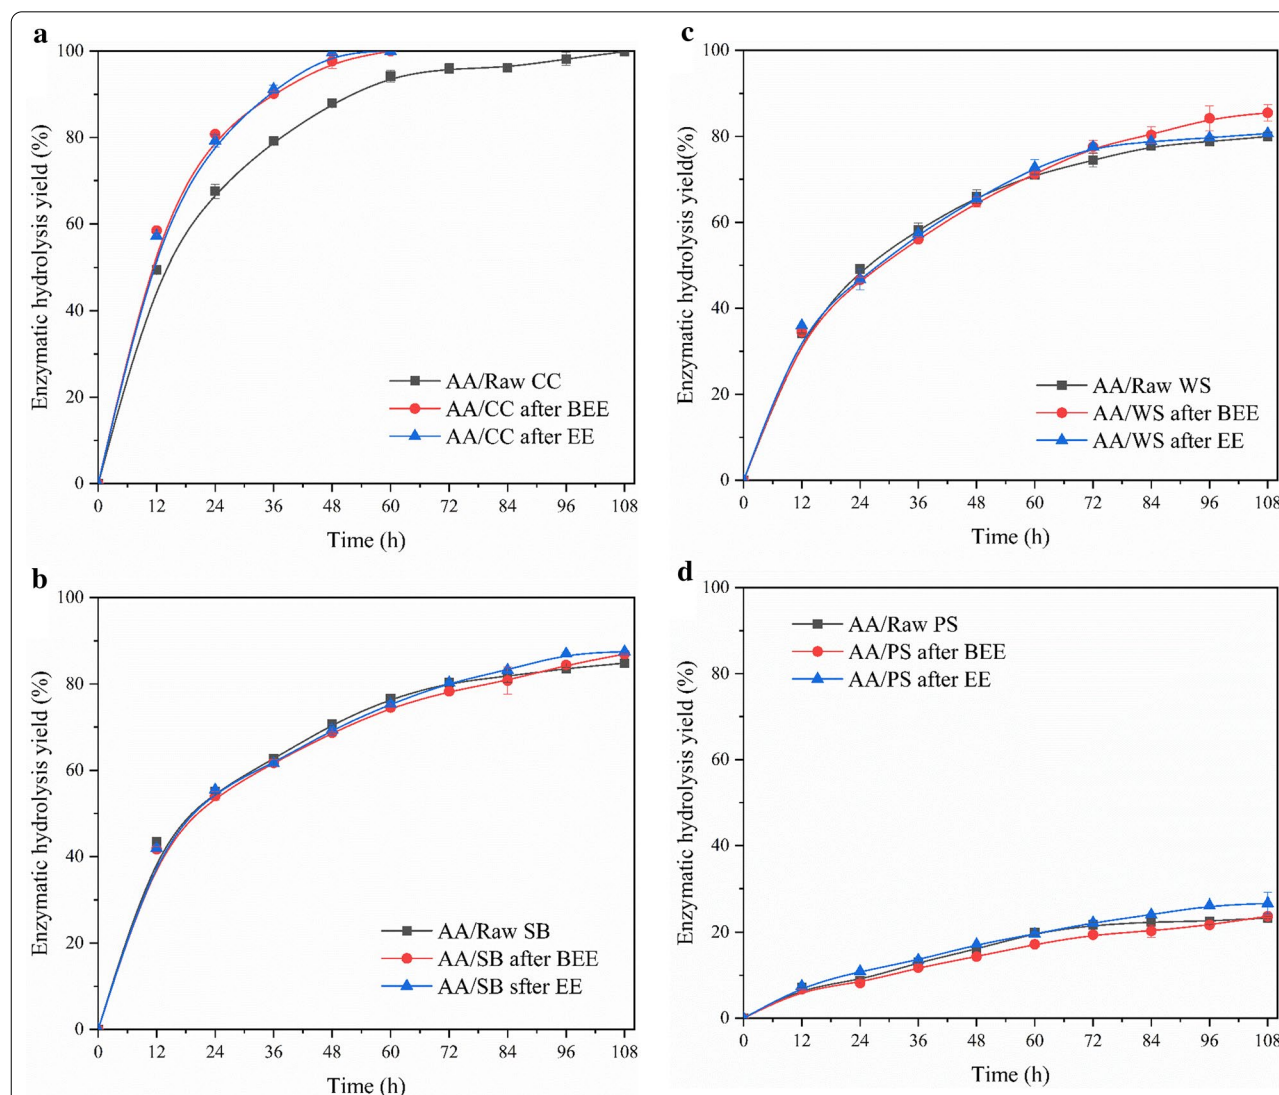 a
Enzymatic hydrolysis yield (%)
100
80
60
40
20
0
AA/Raw CC
AA/CC after BEE
AA/CC after EE
0 12 24 36 48 60 72 84 96 108
Time (h)
b
Enzymatic hydrolysis yield (%)
100
80
60
40
20
0
AA/Raw SB
AA/SB after BEE
AA/SB sfter EE
0 12 24 36 48 60 72 84 96 108
Time (h)
c
Enzymatic hydrolysis yield(%)
100
80
60
40
20
0
AA/Raw WS
AA/WS after BEE
AA/WS after EE
0 12 24 36 48 60 72 84 96 108
Time (h)
d
Enzymatic hydrolysis yield (%)
100
80
60
40
20
0
AA/Raw PS
AA/PS after BEE
AA/PS after EE
0 12 24 36 48 60 72 84 96 108
Time (h)